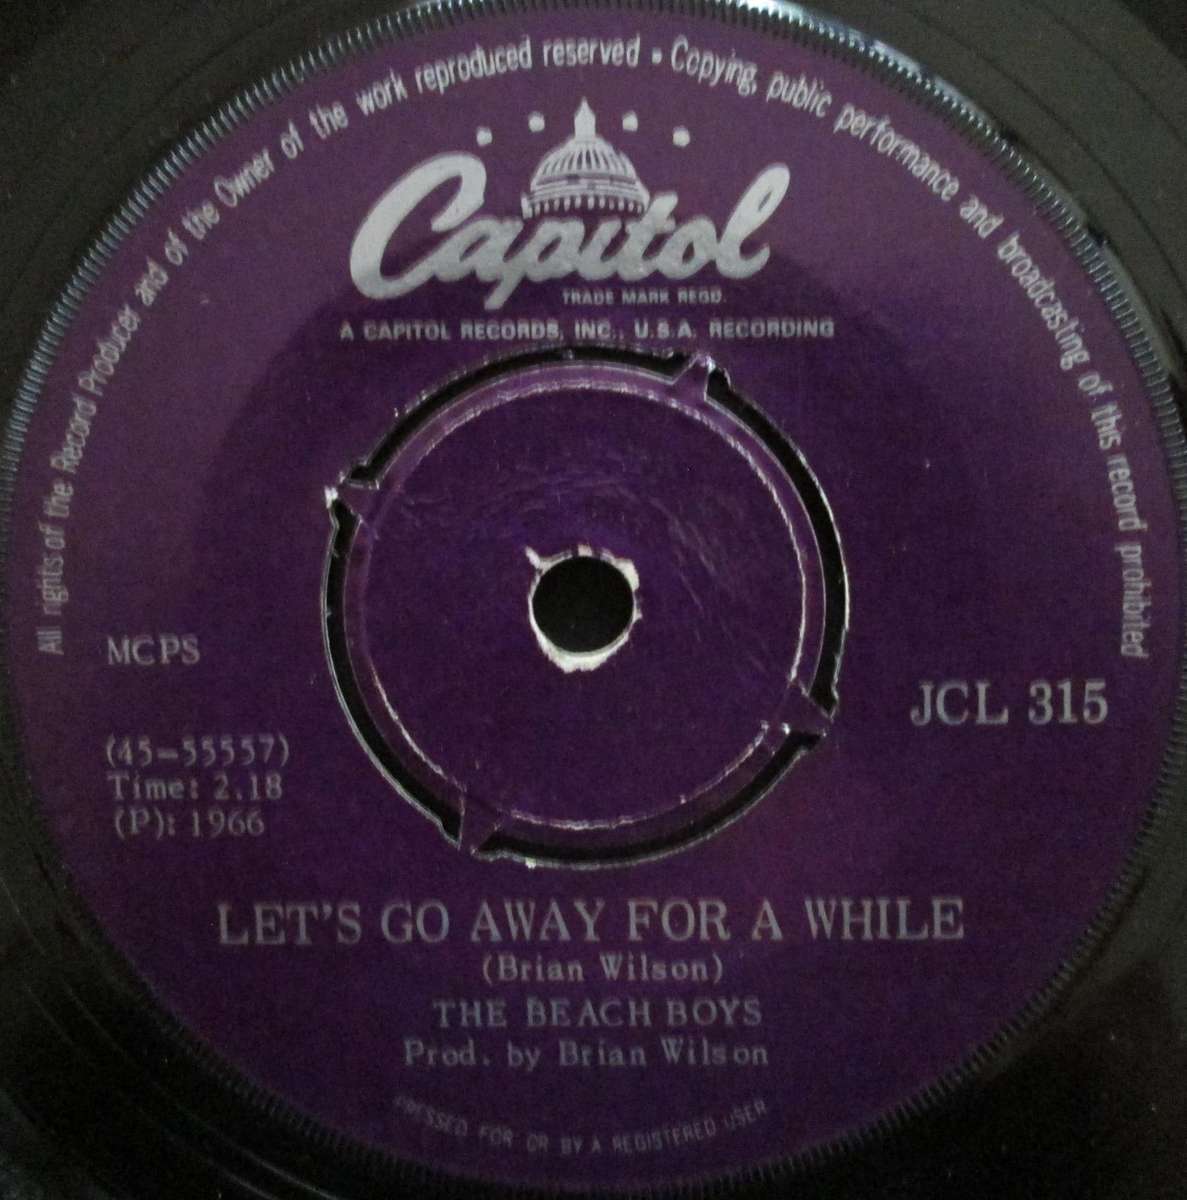 All rights of the Record Producer and of the Owner of the work reproduced reserved • Copying, public performance and broadcasting of this record prohibited
Capitol
TRADE MARK REGD.
A CAPITOL RECORDS, INC., U.S.A. RECORDING
MCPS
JCL 315
(45-55557)
Time: 2.18
(P): 1966
LET'S GO AWAY FOR A WHILE
(Brian Wilson)
THE BEACH BOYS
Prod. by Brian Wilson
PRESSED FOR OR BY A REGISTERED USER